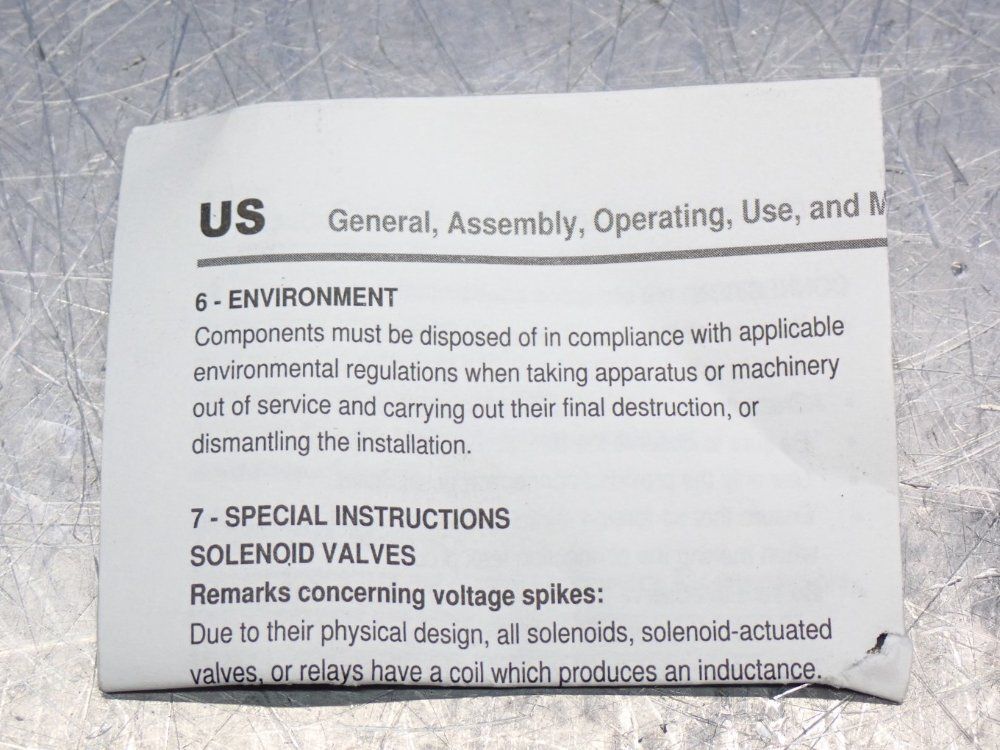 US
General, Assembly, Operating, Use, and M
6 - ENVIRONMENT
Components must be disposed of in compliance with applicable
environmental regulations when taking apparatus or machinery
out of service and carrying out their final destruction, or
dismantling the installation.
7 - SPECIAL INSTRUCTIONS
SOLENOID VALVES
Remarks concerning voltage spikes:
Due to their physical design, all solenoids, solenoid-actuated
valves, or relays have a coil which produces an inductance.